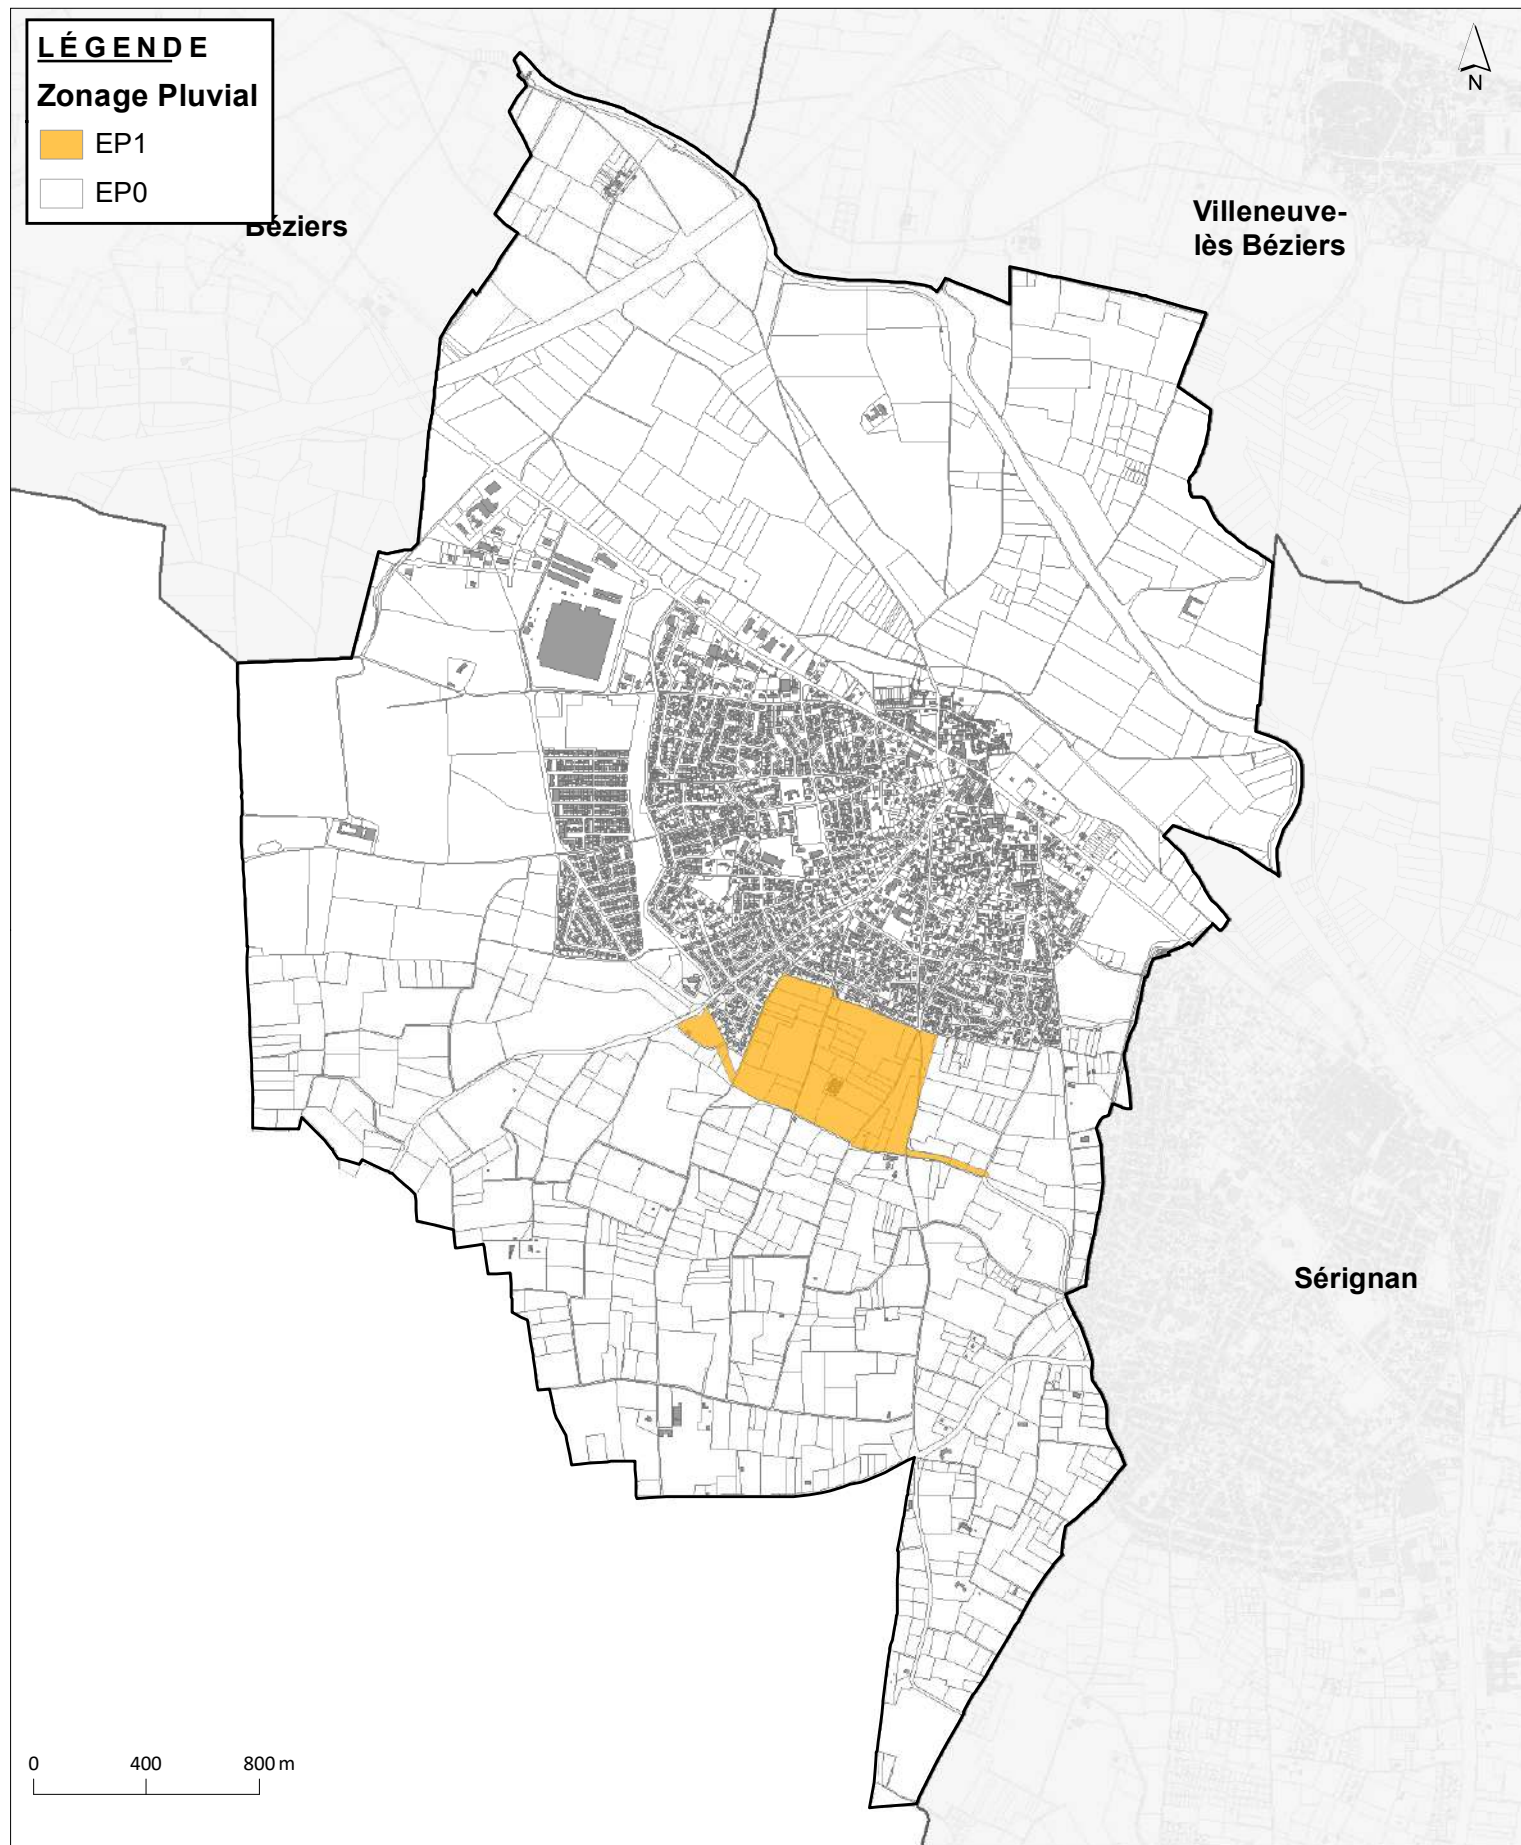 LÉGENDE
Zonage Pluvial
EP1
EP0
Béziers
N
Villeneuve-
lès Béziers
Sérignan
0 400 800 m